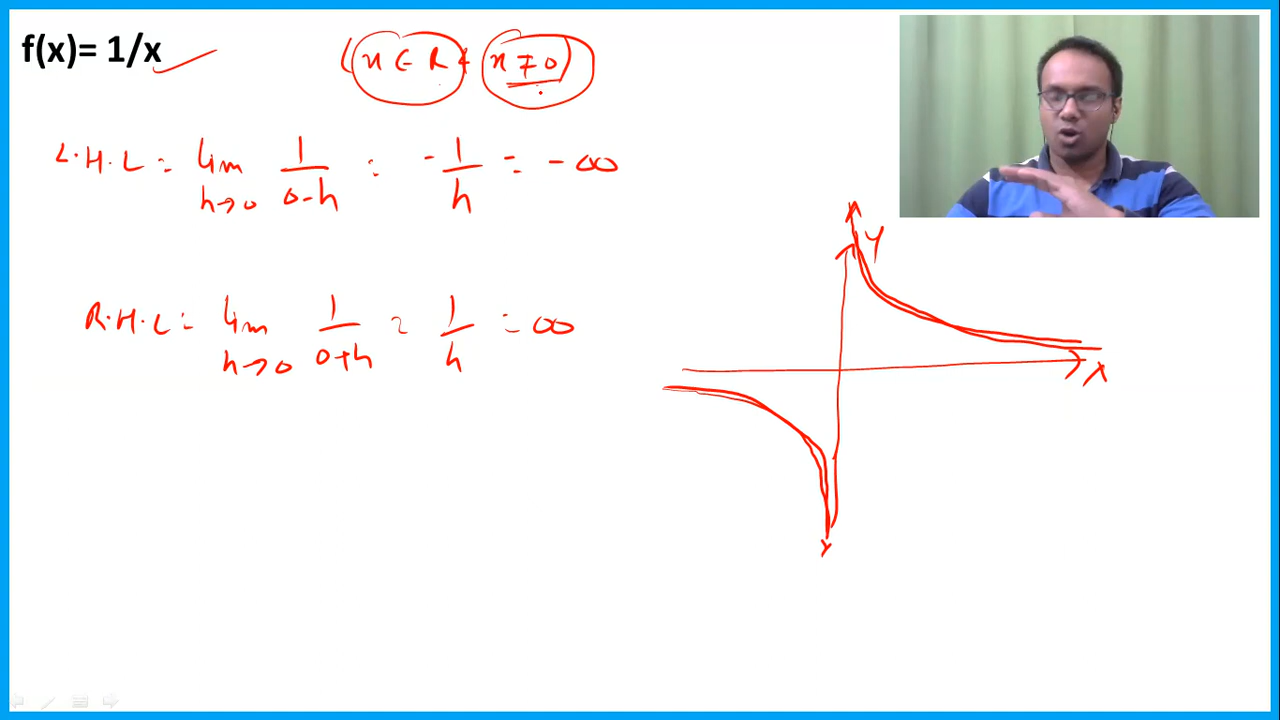 f(x)= 1/x
(x ∈ R & x ≠ 0)
L.H.L = lim h→0 1/(0-h) = -1/h = -∞
R.H.L = lim h→0 1/(0+h) = 1/h = ∞
Y
X